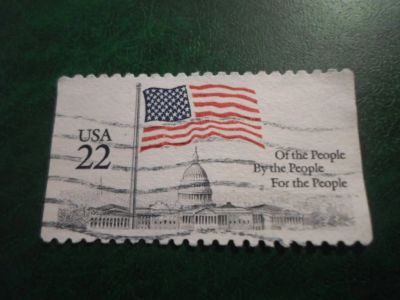 USA
22
Of the People
By the People
For the People